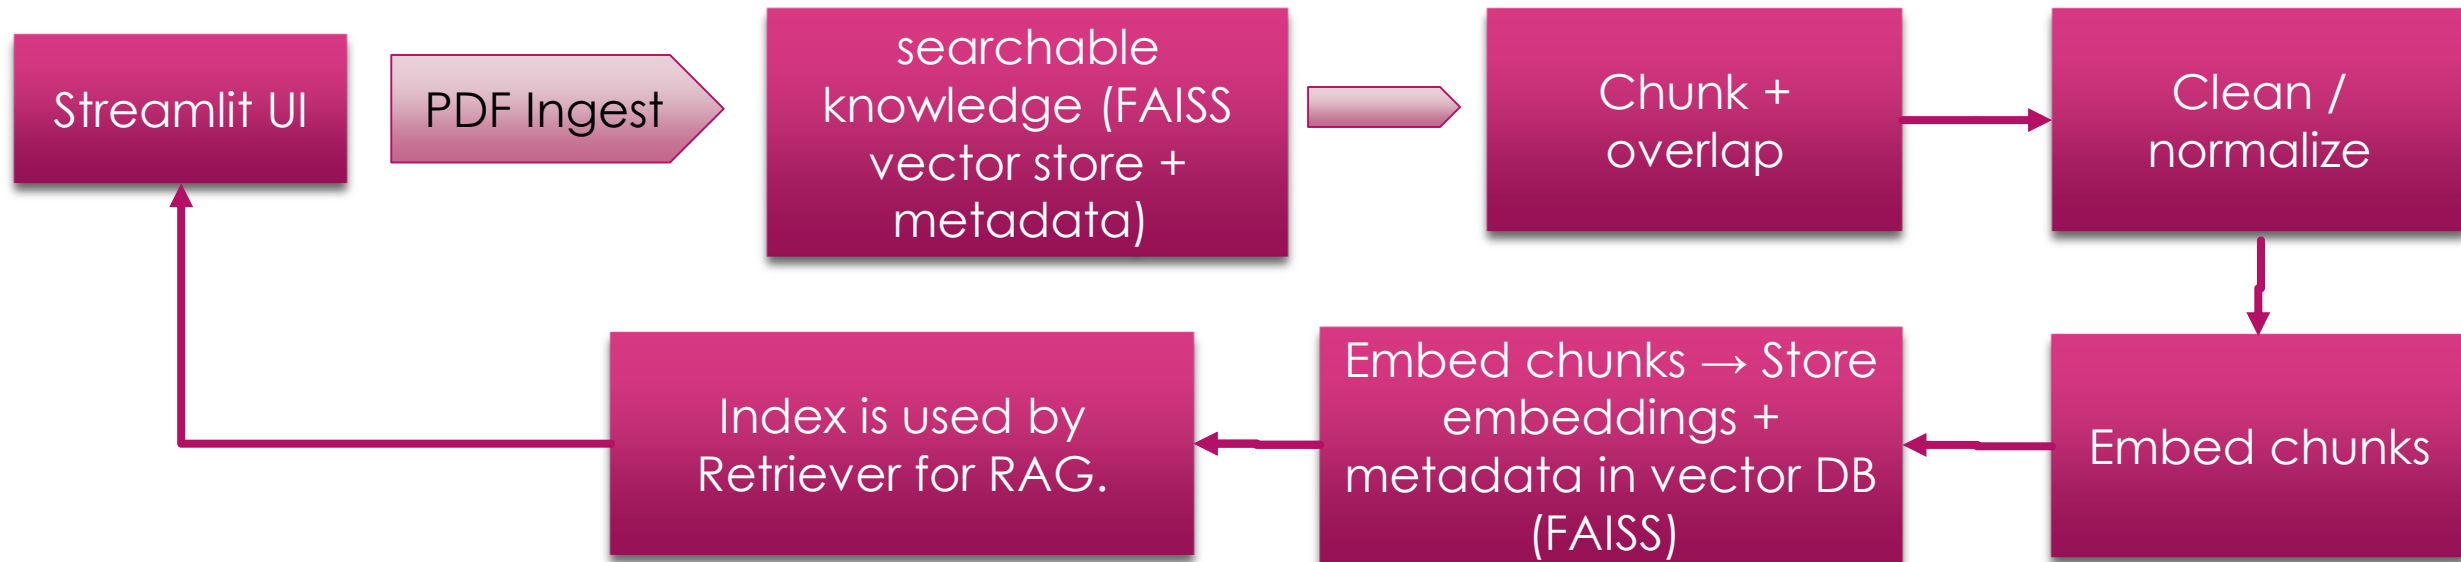 Streamlit UI
PDF Ingest
searchable
knowledge (FAISS
vector store +
metadata)
Chunk +
overlap
Clean /
normalize
Embed chunks
Embed chunks → Store
embeddings +
metadata in vector DB
(FAISS)
Index is used by
Retriever for RAG.